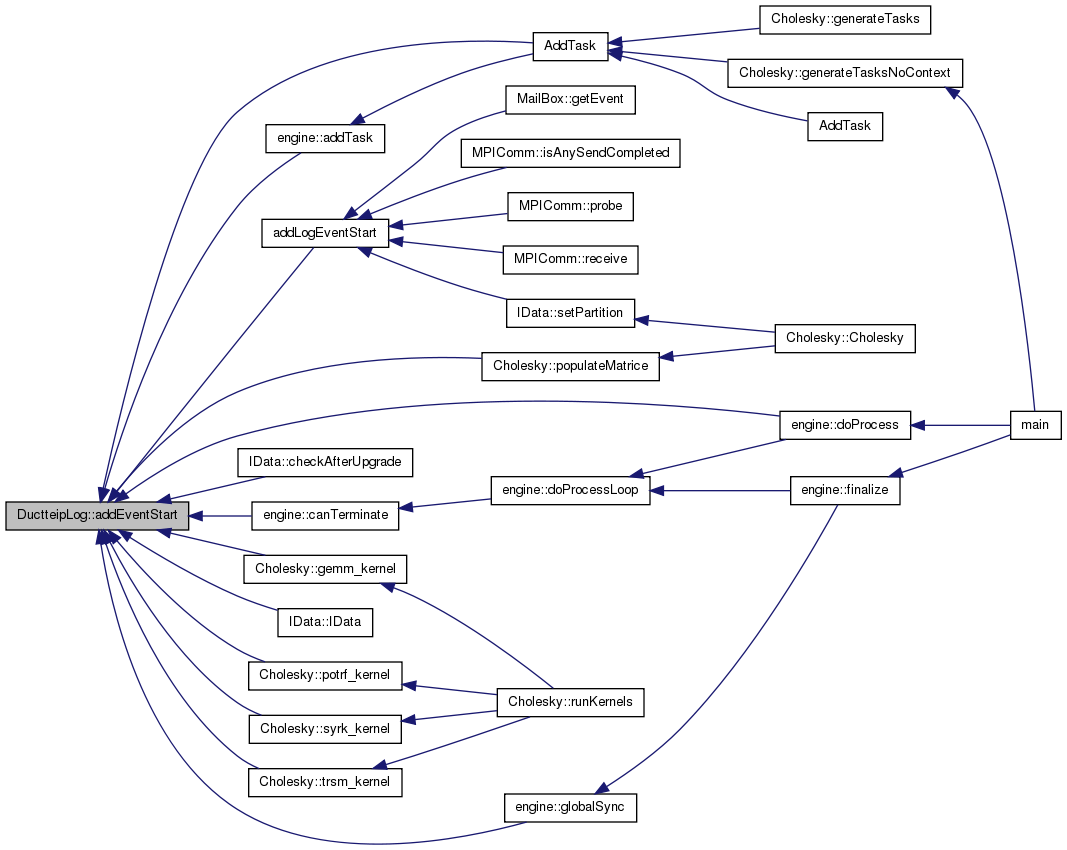 Cholesky::generateTasks
AddTask
Cholesky::generateTasksNoContext
MailBox::getEvent
AddTask
engine::addTask
MPIComm::isAnySendCompleted
MPIComm::probe
addLogEventStart
MPIComm::receive
IData::setPartition
Cholesky::Cholesky
Cholesky::populateMatrice
engine::doProcess
main
IData::checkAfterUpgrade
engine::doProcessLoop
engine::finalize
DuctteipLog::addEventStart
engine::canTerminate
Cholesky::gemm_kernel
IData::IData
Cholesky::potrf_kernel
Cholesky::runKernels
Cholesky::syrk_kernel
Cholesky::trsm_kernel
engine::globalSync